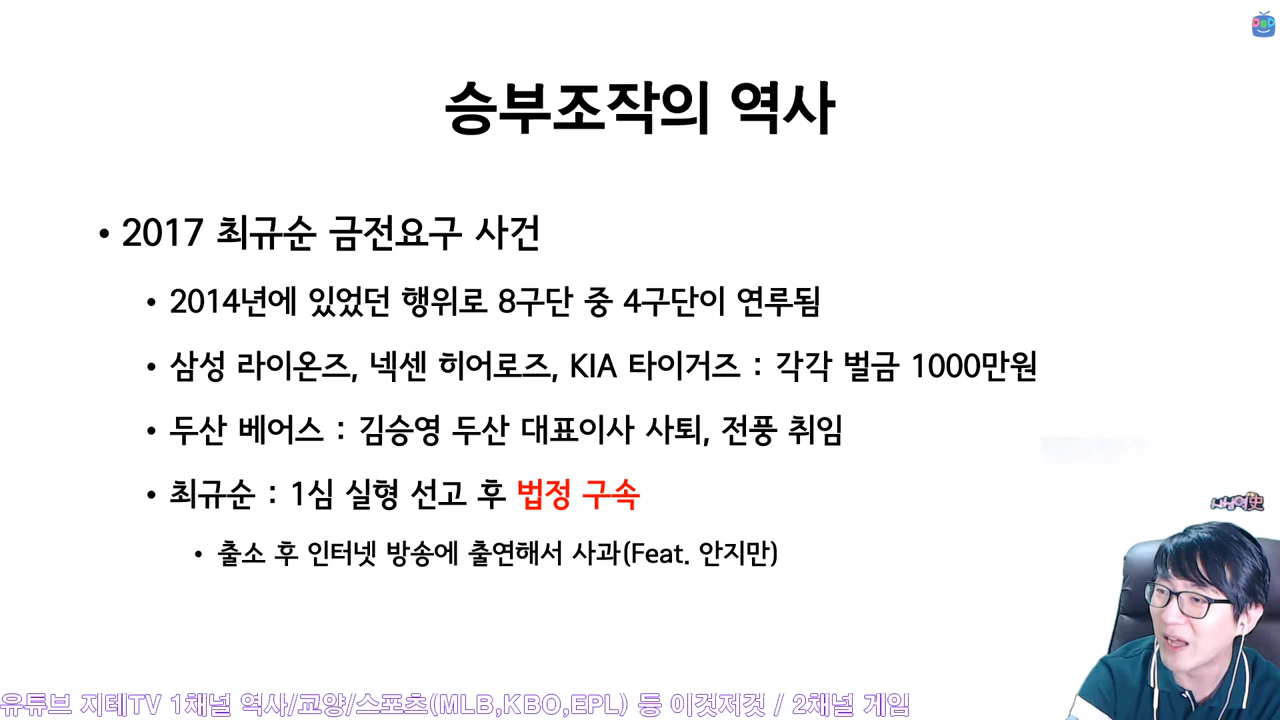 승부조작의 역사
• 2017 최규순 금전요구 사건
• 2014년에 있었던 행위로 8구단 중 4구단이 연루됨
• 삼성 라이온즈, 넥센 히어로즈, KIA 타이거즈 : 각각 벌금 1000만원
• 두산 베어스 : 김승영 두산 대표이사 사퇴, 전풍 취임
• 최규순 : 1심 실형 선고 후 법정 구속
• 출소 후 인터넷 방송에 출연해서 사과(Feat. 안지만)
유튜브 지테TV 1채널 역사/교양/스포츠(MLB,KBO,EPL) 등 이것저것 / 2채널 게임